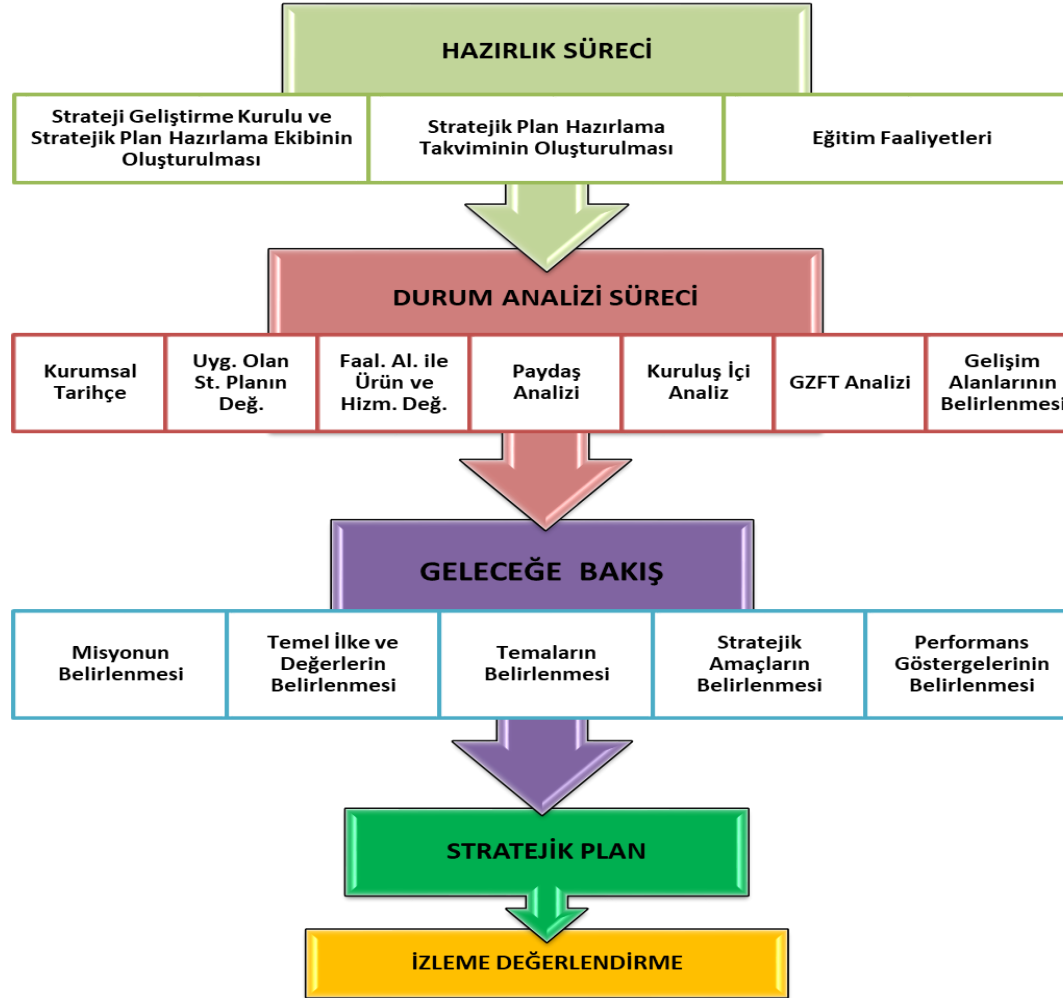 HAZIRLIK SÜRECİ
Strateji Geliştirme Kurulu ve
Stratejik Plan Hazırlama Ekibinin
Oluşturulması
Stratejik Plan Hazırlama
Takviminin Oluşturulması
Eğitim Faaliyetleri
DURUM ANALİZİ SÜRECİ
Kurumsal
Tarihçe
Uyg. Olan
St. Planın
Değ.
Faal. Al. ile
Ürün ve
Hizm. Değ.
Paydaş
Analizi
Kuruluş İçi
Analiz
GZFT Analizi
Gelişim
Alanlarının
Belirlenmesi
GELECEĞE BAKIŞ
Misyonun
Belirlenmesi
Temel İlke ve
Değerlerin
Belirlenmesi
Temaların
Belirlenmesi
Stratejik
Amaçların
Belirlenmesi
Performans
Göstergelerinin
Belirlenmesi
STRATEJİK PLAN
İZLEME DEĞERLENDİRME